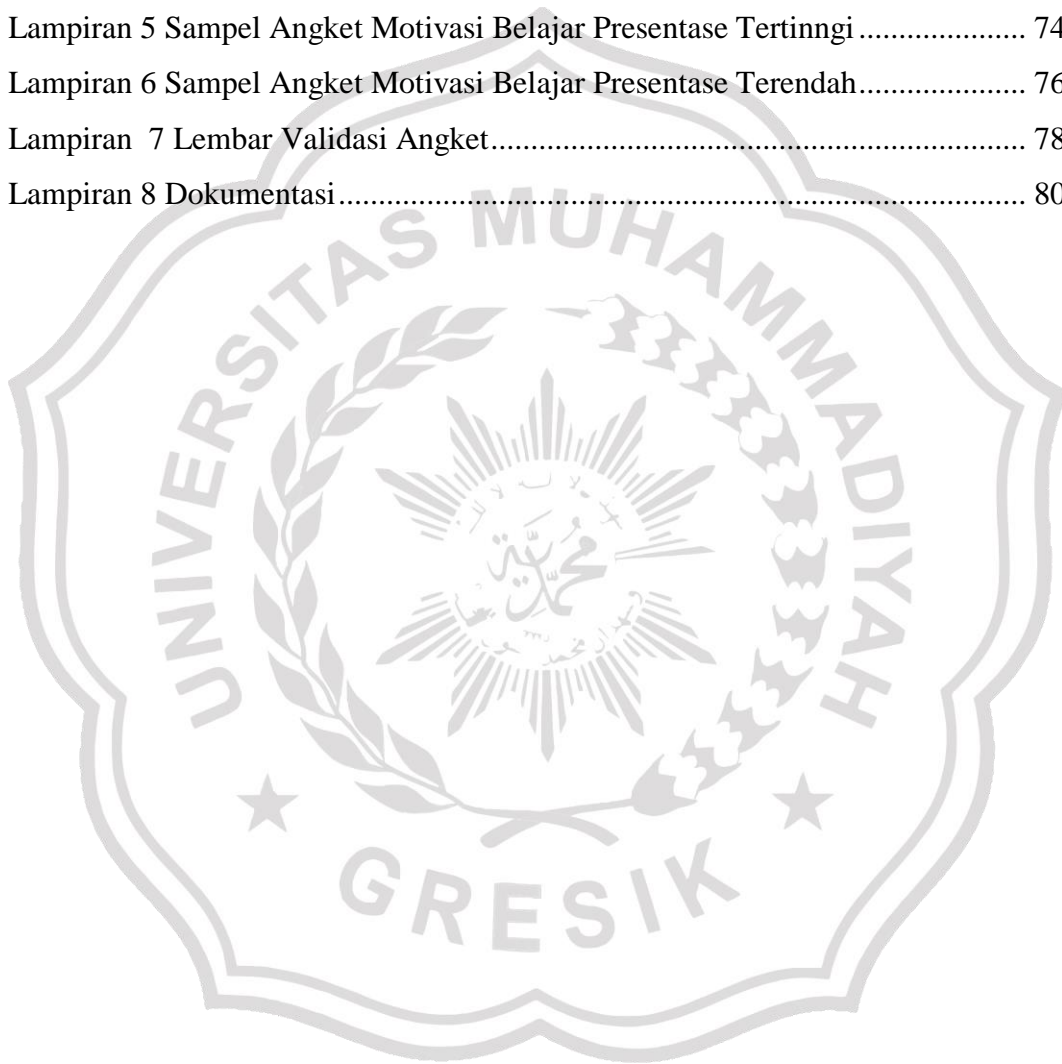 Lampiran 5 Sampel Angket Motivasi Belajar Presentase Tertinngi.................... 74
Lampiran 6 Sampel Angket Motivasi Belajar Presentase Terendah.................... 76
Lampiran  7 Lembar Validasi Angket................................................................ 78
Lampiran 8 Dokumentasi.................................................................................. 80
UNIVERSITAS MUHAMMADIYAH
محمد
GRESIK